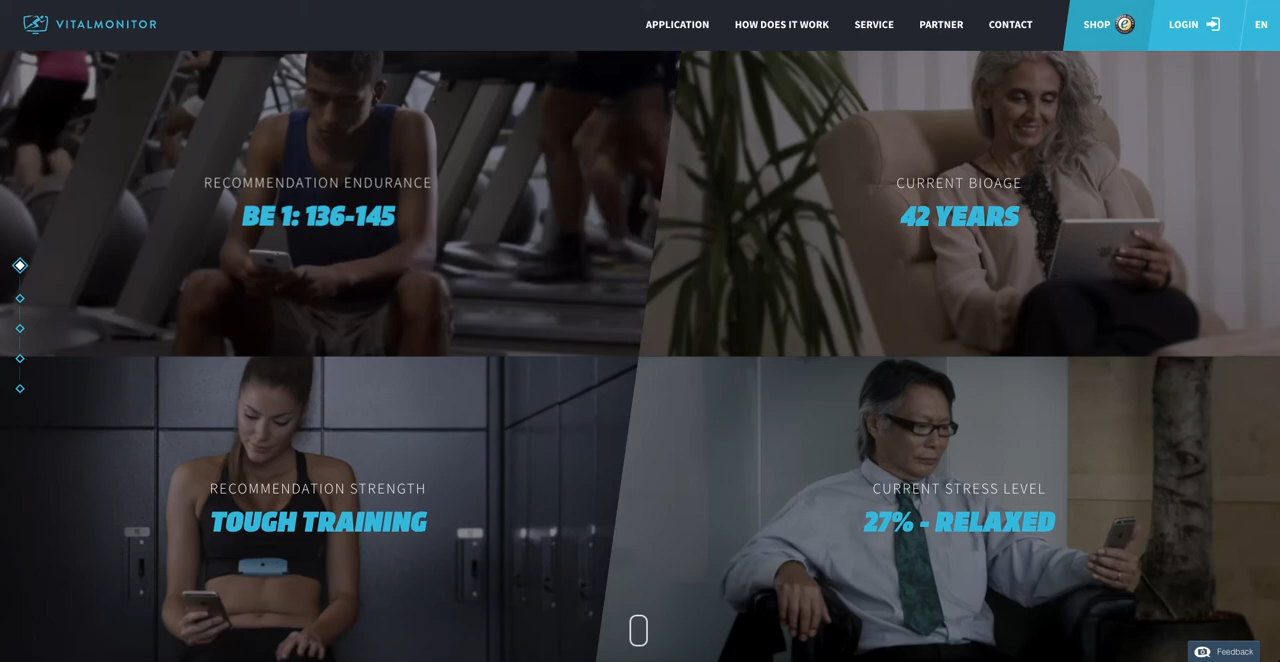 VITALMONITOR
APPLICATION
HOW DOES IT WORK
SERVICE
PARTNER
CONTACT
SHOP
LOGIN
EN
RECOMMENDATION ENDURANCE
BE 1: 136-145
CURRENT BIOAGE
42 YEARS
RECOMMENDATION STRENGTH
TOUGH TRAINING
CURRENT STRESS LEVEL
27% - RELAXED
Feedback